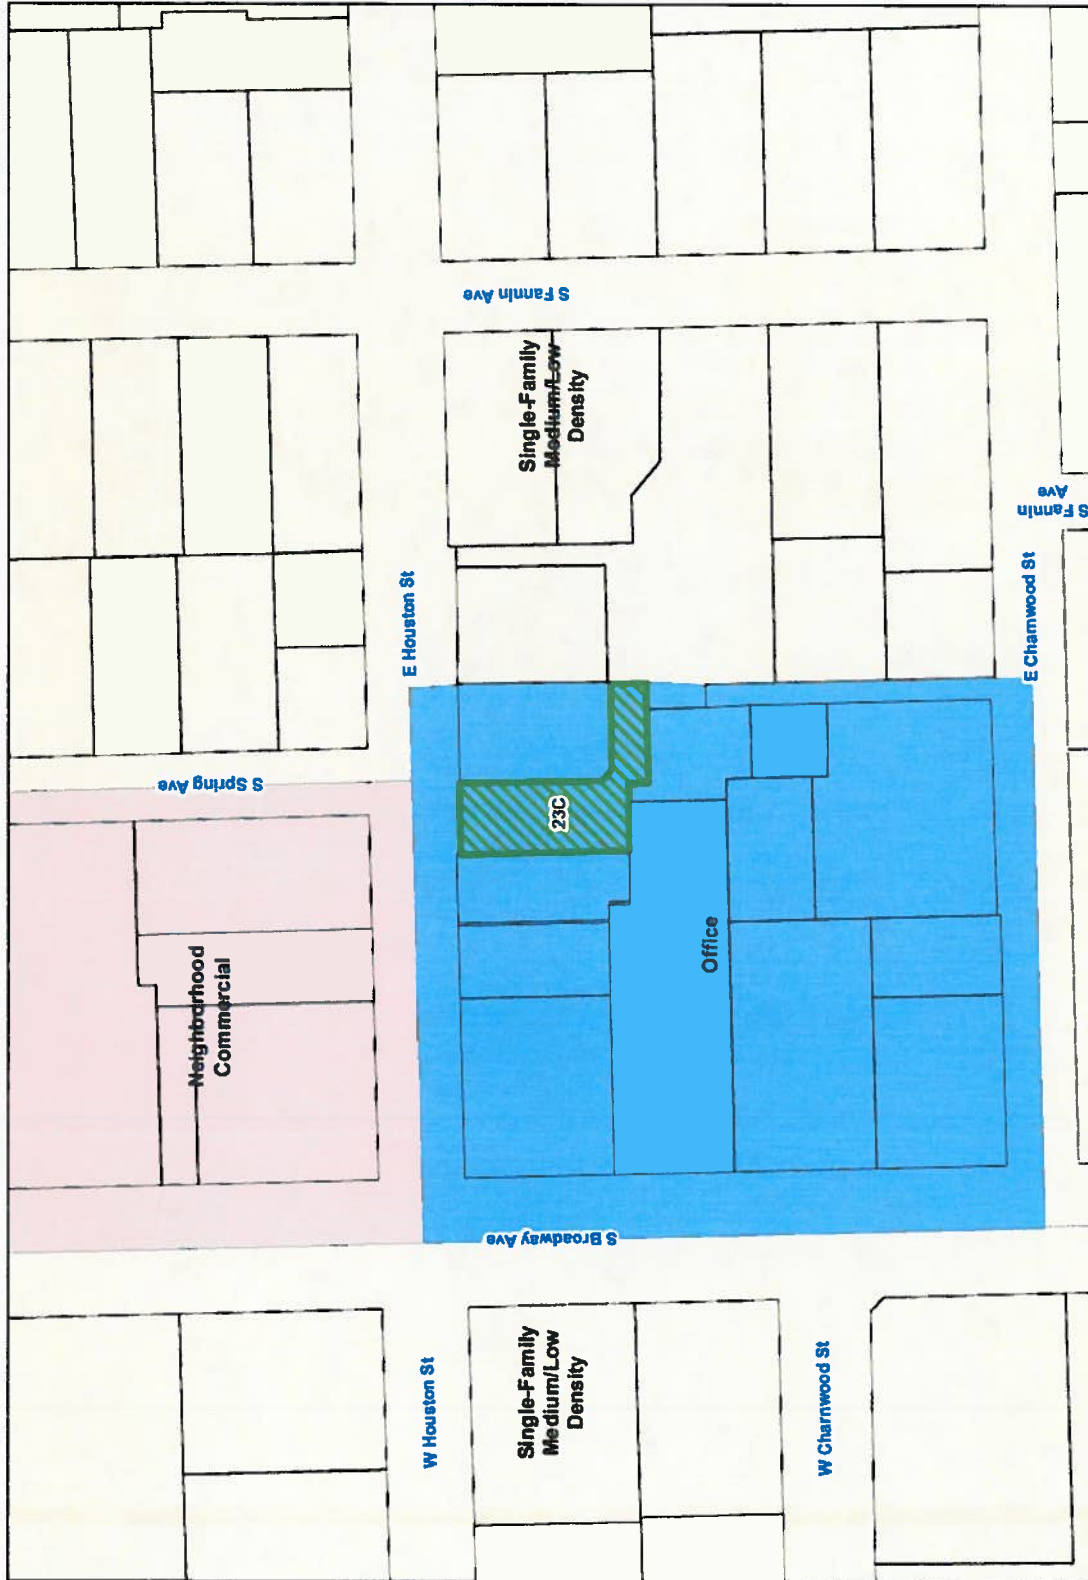 Neighborhood
Commercial
S Spring Ave
E Houston St
S Fannin Ave
Single-Family
Medium/Low
Density
23C
Office
S Broadway Ave
W Houston St
Single-Family
Medium/Low
Density
W Charnwood St
E Charnwood St
S Fannin
Ave